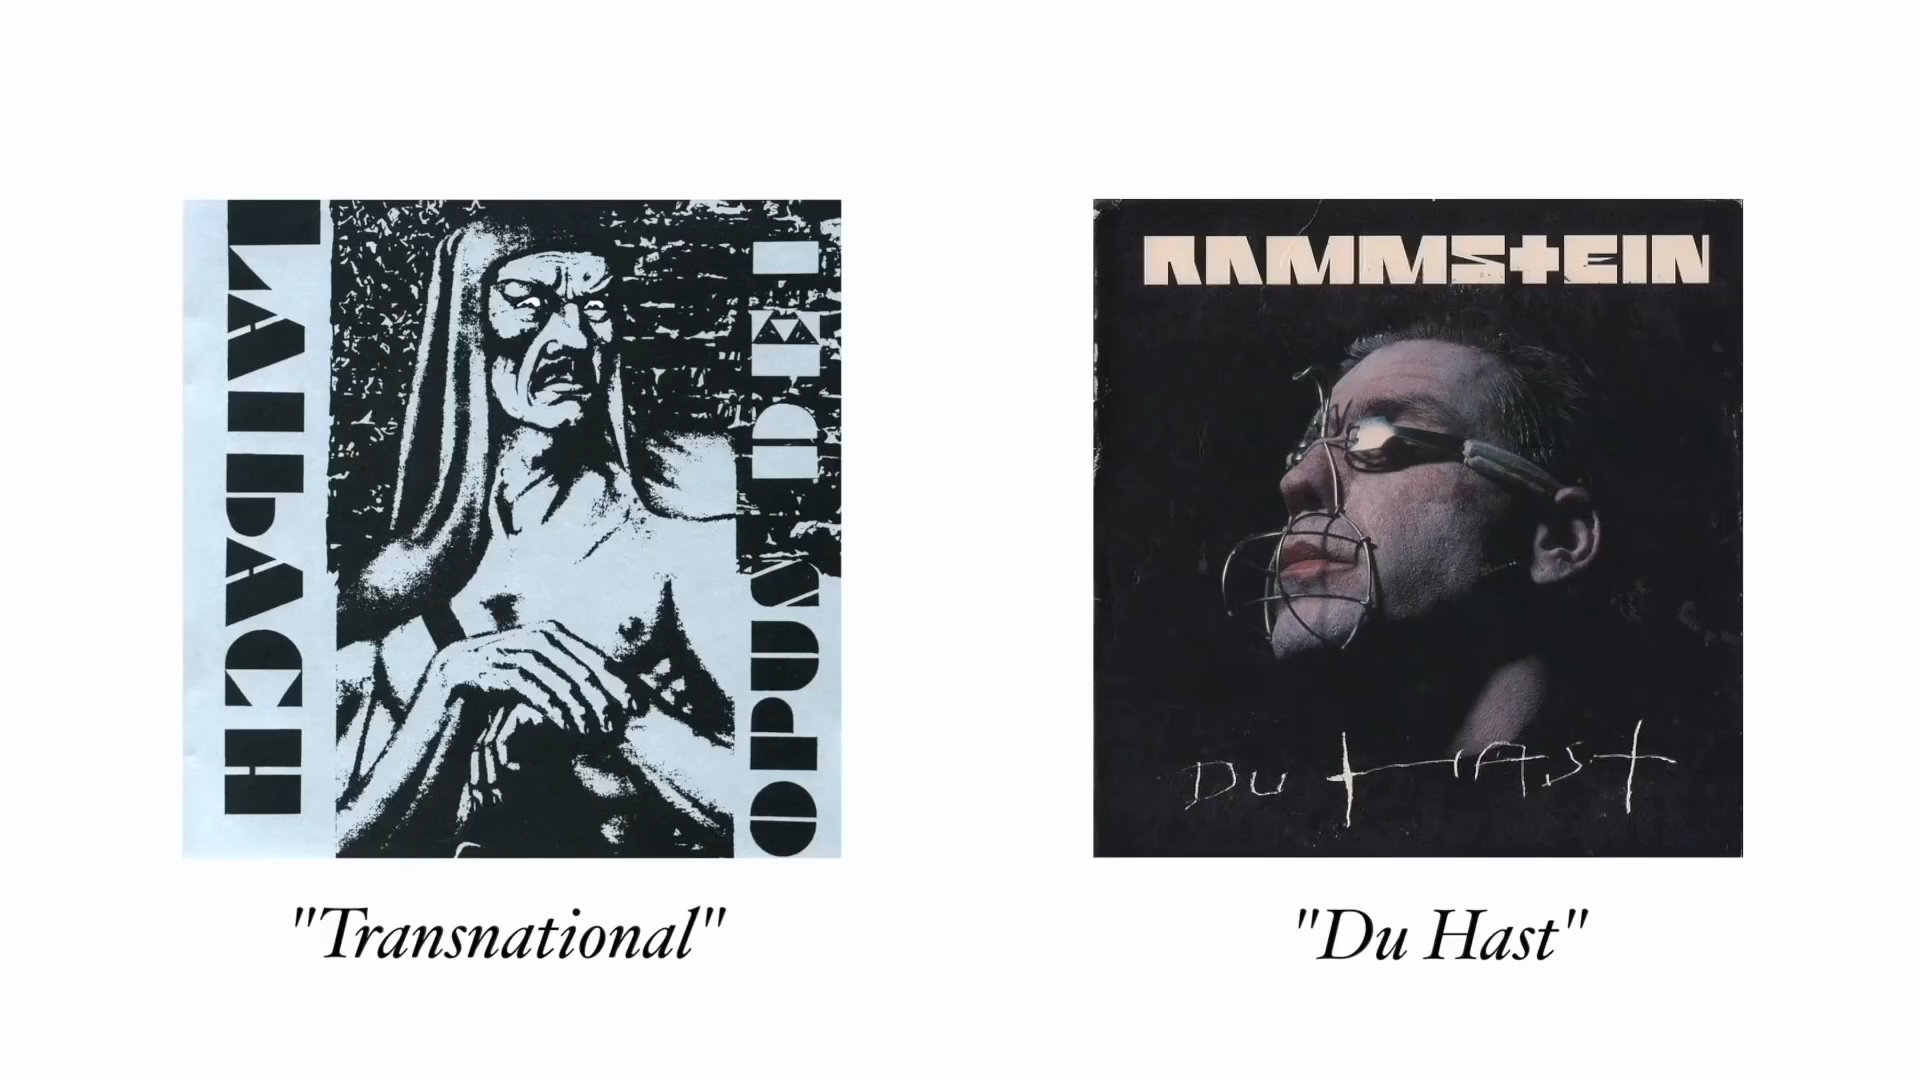 LAIBACH
OPUS DEI
"Transnational"
RAMMSTEIN
DU HAST
"Du Hast"